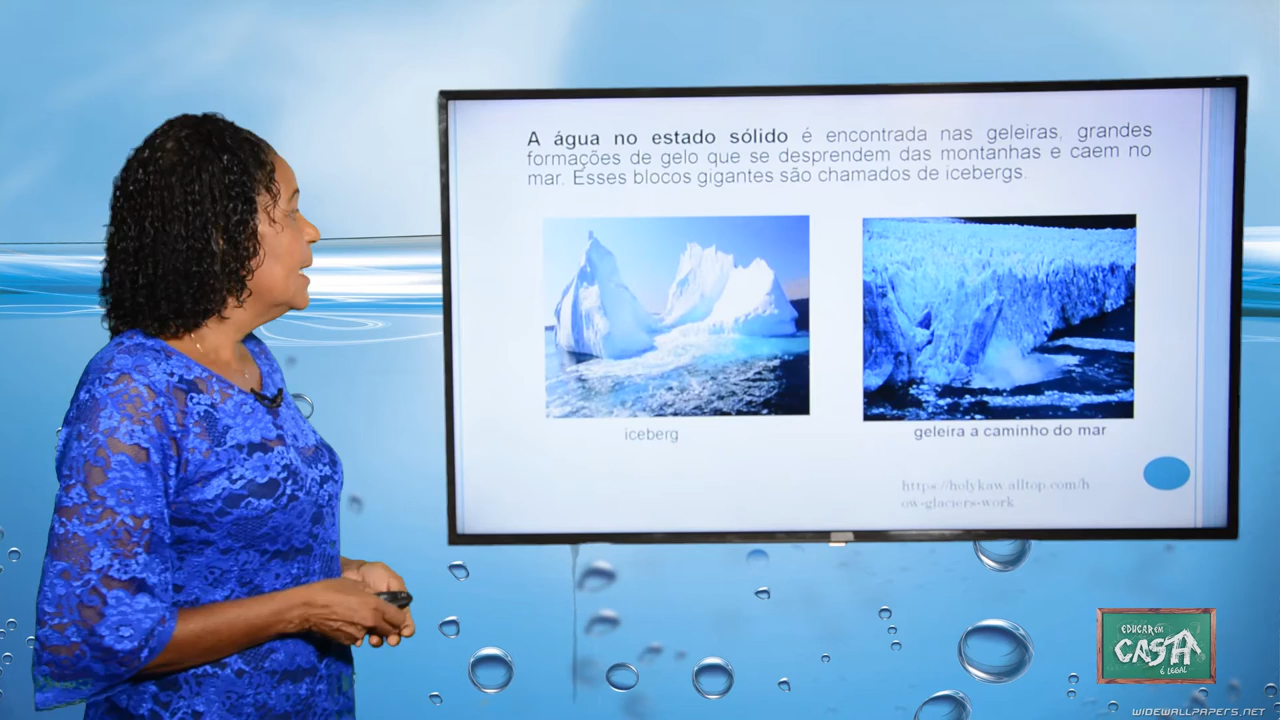 A água no estado sólido é encontrada nas geleiras, grandes
formações de gelo que se desprendem das montanhas e caem no
mar. Esses blocos gigantes são chamados de icebergs.
iceberg
geleira a caminho do mar
https://holykaw.alltop.com/h
ow-glaciers-work
EDUCAR EM
CASA
É LEGAL
WIDEWALLPAPERS.NET